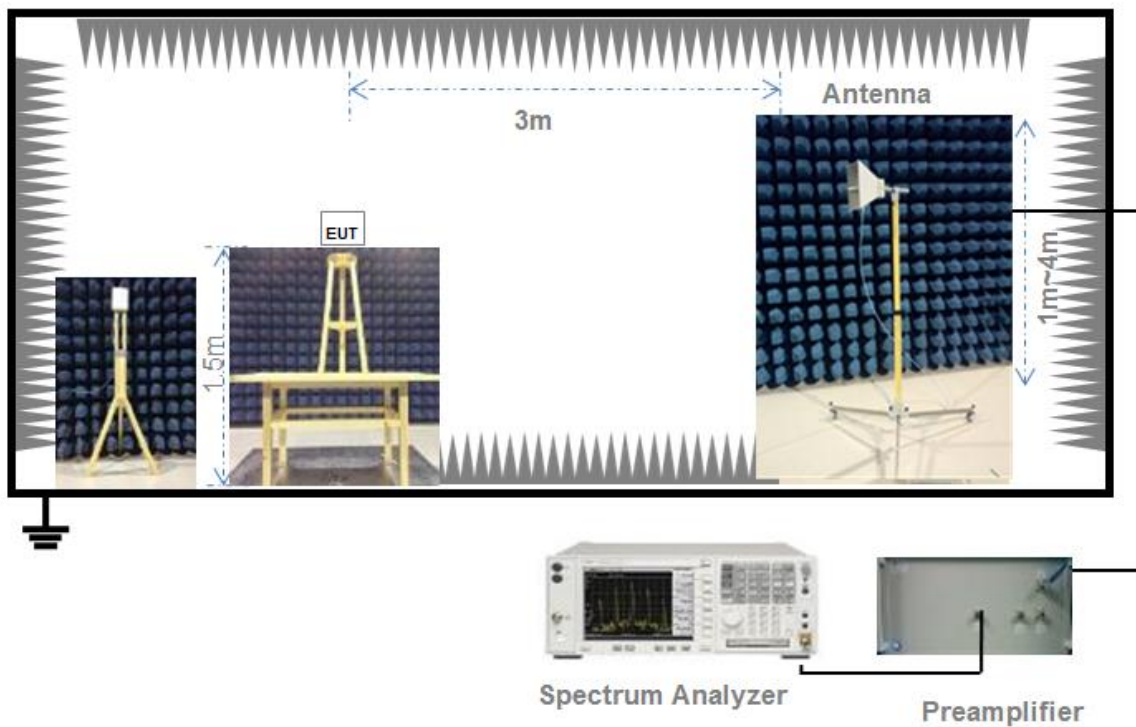 Antenna
3m
EUT
1.5m
1m~4m
Spectrum Analyzer
Preamplifier